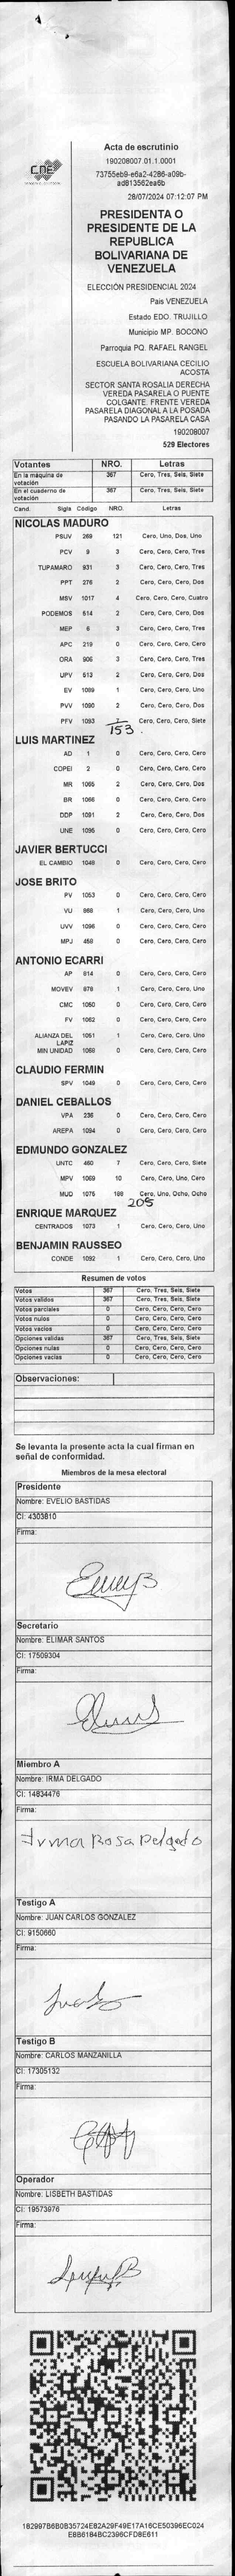 CNE
Acta de escrutinio
190208007.01.1.0001
73755eb9-e6a2-4286-a09b-
ad813562ea6b
28/07/2024 07:12:07 PM
PRESIDENTA O
PRESIDENTE DE LA
REPUBLICA
BOLIVARIANA DE
VENEZUELA
ELECCIÓN PRESIDENCIAL 2024
Pais VENEZUELA
Estado EDO. TRUJILLO
Municipio MP. BOCONO
Parroquia PQ. RAFAEL RANGEL
ESCUELA BOLIVARIANA CECILIO
ACOSTA
SECTOR SANTA ROSALIA DERECHA
VEREDA PASARELA O PUENTE
COLGANTE. FRENTE VEREDA
PASARELA DIAGONAL A LA POSADA
PASANDO LA PASARELA CASA
190208007
529 Electores
Votantes NRO. Letras
En la máquina de votación 367 Cero, Tres, Seis, Siete
En el cuaderno de votación 367 Cero, Tres, Seis, Siete
Cand. Sigla Código NRO. Letras
NICOLAS MADURO
PSUV 269 121 Cero, Uno, Dos, Uno
PCV 9 3 Cero, Cero, Cero, Tres
TUPAMARO 931 3 Cero, Cero, Cero, Tres
PPT 276 2 Cero, Cero, Cero, Dos
MSV 1017 4 Cero, Cero, Cero, Cuatro
PODEMOS 514 2 Cero, Cero, Cero, Dos
MEP 6 3 Cero, Cero, Cero, Tres
APC 219 0 Cero, Cero, Cero, Cero
ORA 906 3 Cero, Cero, Cero, Tres
UPV 513 2 Cero, Cero, Cero, Dos
EV 1089 1 Cero, Cero, Cero, Uno
PVV 1090 2 Cero, Cero, Cero, Dos
PFV 1093 Cero, Cero, Cero, Siete
153
LUIS MARTINEZ
AD 1 0 Cero, Cero, Cero, Cero
COPEI 2 0 Cero, Cero, Cero, Cero
MR 1065 2 Cero, Cero, Cero, Dos
BR 1066 0 Cero, Cero, Cero, Cero
DDP 1091 2 Cero, Cero, Cero, Dos
UNE 1095 0 Cero, Cero, Cero, Cero
JAVIER BERTUCCI
EL CAMBIO 1048 0 Cero, Cero, Cero, Cero
JOSE BRITO
PV 1053 0 Cero, Cero, Cero, Cero
VU 868 1 Cero, Cero, Cero, Uno
UVV 1096 0 Cero, Cero, Cero, Cero
MPJ 459 0 Cero, Cero, Cero, Cero
ANTONIO ECARRI
AP 814 0 Cero, Cero, Cero, Cero
MOVEV 878 1 Cero, Cero, Cero, Uno
CMC 1050 0 Cero, Cero, Cero, Cero
FV 1062 0 Cero, Cero, Cero, Cero
ALIANZA DEL LAPIZ 1051 1 Cero, Cero, Cero, Uno
MIN UNIDAD 1068 0 Cero, Cero, Cero, Cero
CLAUDIO FERMIN
SPV 1049 0 Cero, Cero, Cero, Cero
DANIEL CEBALLOS
VPA 236 0 Cero, Cero, Cero, Cero
AREPA 1094 0 Cero, Cero, Cero, Cero
EDMUNDO GONZALEZ
UNTC 460 7 Cero, Cero, Cero, Siete
MPV 1069 10 Cero, Cero, Uno, Cero
MUD 1075 188 Cero, Uno, Ocho, Ocho
205
ENRIQUE MARQUEZ
CENTRADOS 1073 1 Cero, Cero, Cero, Uno
BENJAMIN RAUSSEO
CONDE 1092 1 Cero, Cero, Cero, Uno
Resumen de votos
Votos 367 Cero, Tres, Seis, Siete
Votos validos 367 Cero, Tres, Seis, Siete
Votos parciales 0 Cero, Cero, Cero, Cero
Votos nulos 0 Cero, Cero, Cero, Cero
Votos vacios 0 Cero, Cero, Cero, Cero
Opciones validas 367 Cero, Tres, Seis, Siete
Opciones nulas 0 Cero, Cero, Cero, Cero
Opciones vacias 0 Cero, Cero, Cero, Cero
Observaciones:
Se levanta la presente acta la cual firman en
señal de conformidad.
Miembros de la mesa electoral
Presidente
Nombre: EVELIO BASTIDAS
CI: 4303810
Firma:
Secretario
Nombre: ELIMAR SANTOS
CI: 17509304
Firma:
Miembro A
Nombre: IRMA DELGADO
CI: 14834476
Firma:
Irma Rosa Delgado
Testigo A
Nombre: JUAN CARLOS GONZALEZ
CI: 9150660
Firma:
Testigo B
Nombre: CARLOS MANZANILLA
CI: 17305132
Firma:
Operador
Nombre: LISBETH BASTIDAS
CI: 19573976
Firma:
182997B6B0B35724E82A29F49E17A16CE50396EC024
E8B6184BC2396CFD8E611